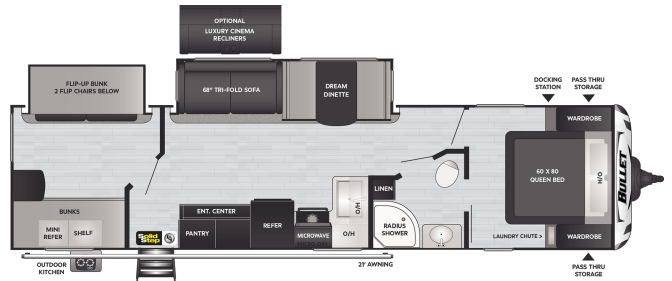 OPTIONAL
LUXURY CINEMA
RECLINERS
FLIP-UP BUNK
2 FLIP CHAIRS BELOW
68" TRI-FOLD SOFA
DREAM
DINETTE
DOCKING
STATION
PASS THRU
STORAGE
WARDROBE
60 X 80
QUEEN BED
O/H
BULLET
LINEN
O/H
BUNKS
MINI
REFER
SHELF
Solid
Step
ENT. CENTER
PANTRY
REFER
MICROWAVE
O/H
RADIUS
SHOWER
LAUNDRY CHUTE >
WARDROBE
OUTDOOR
KITCHEN
21' AWNING
PASS THRU
STORAGE